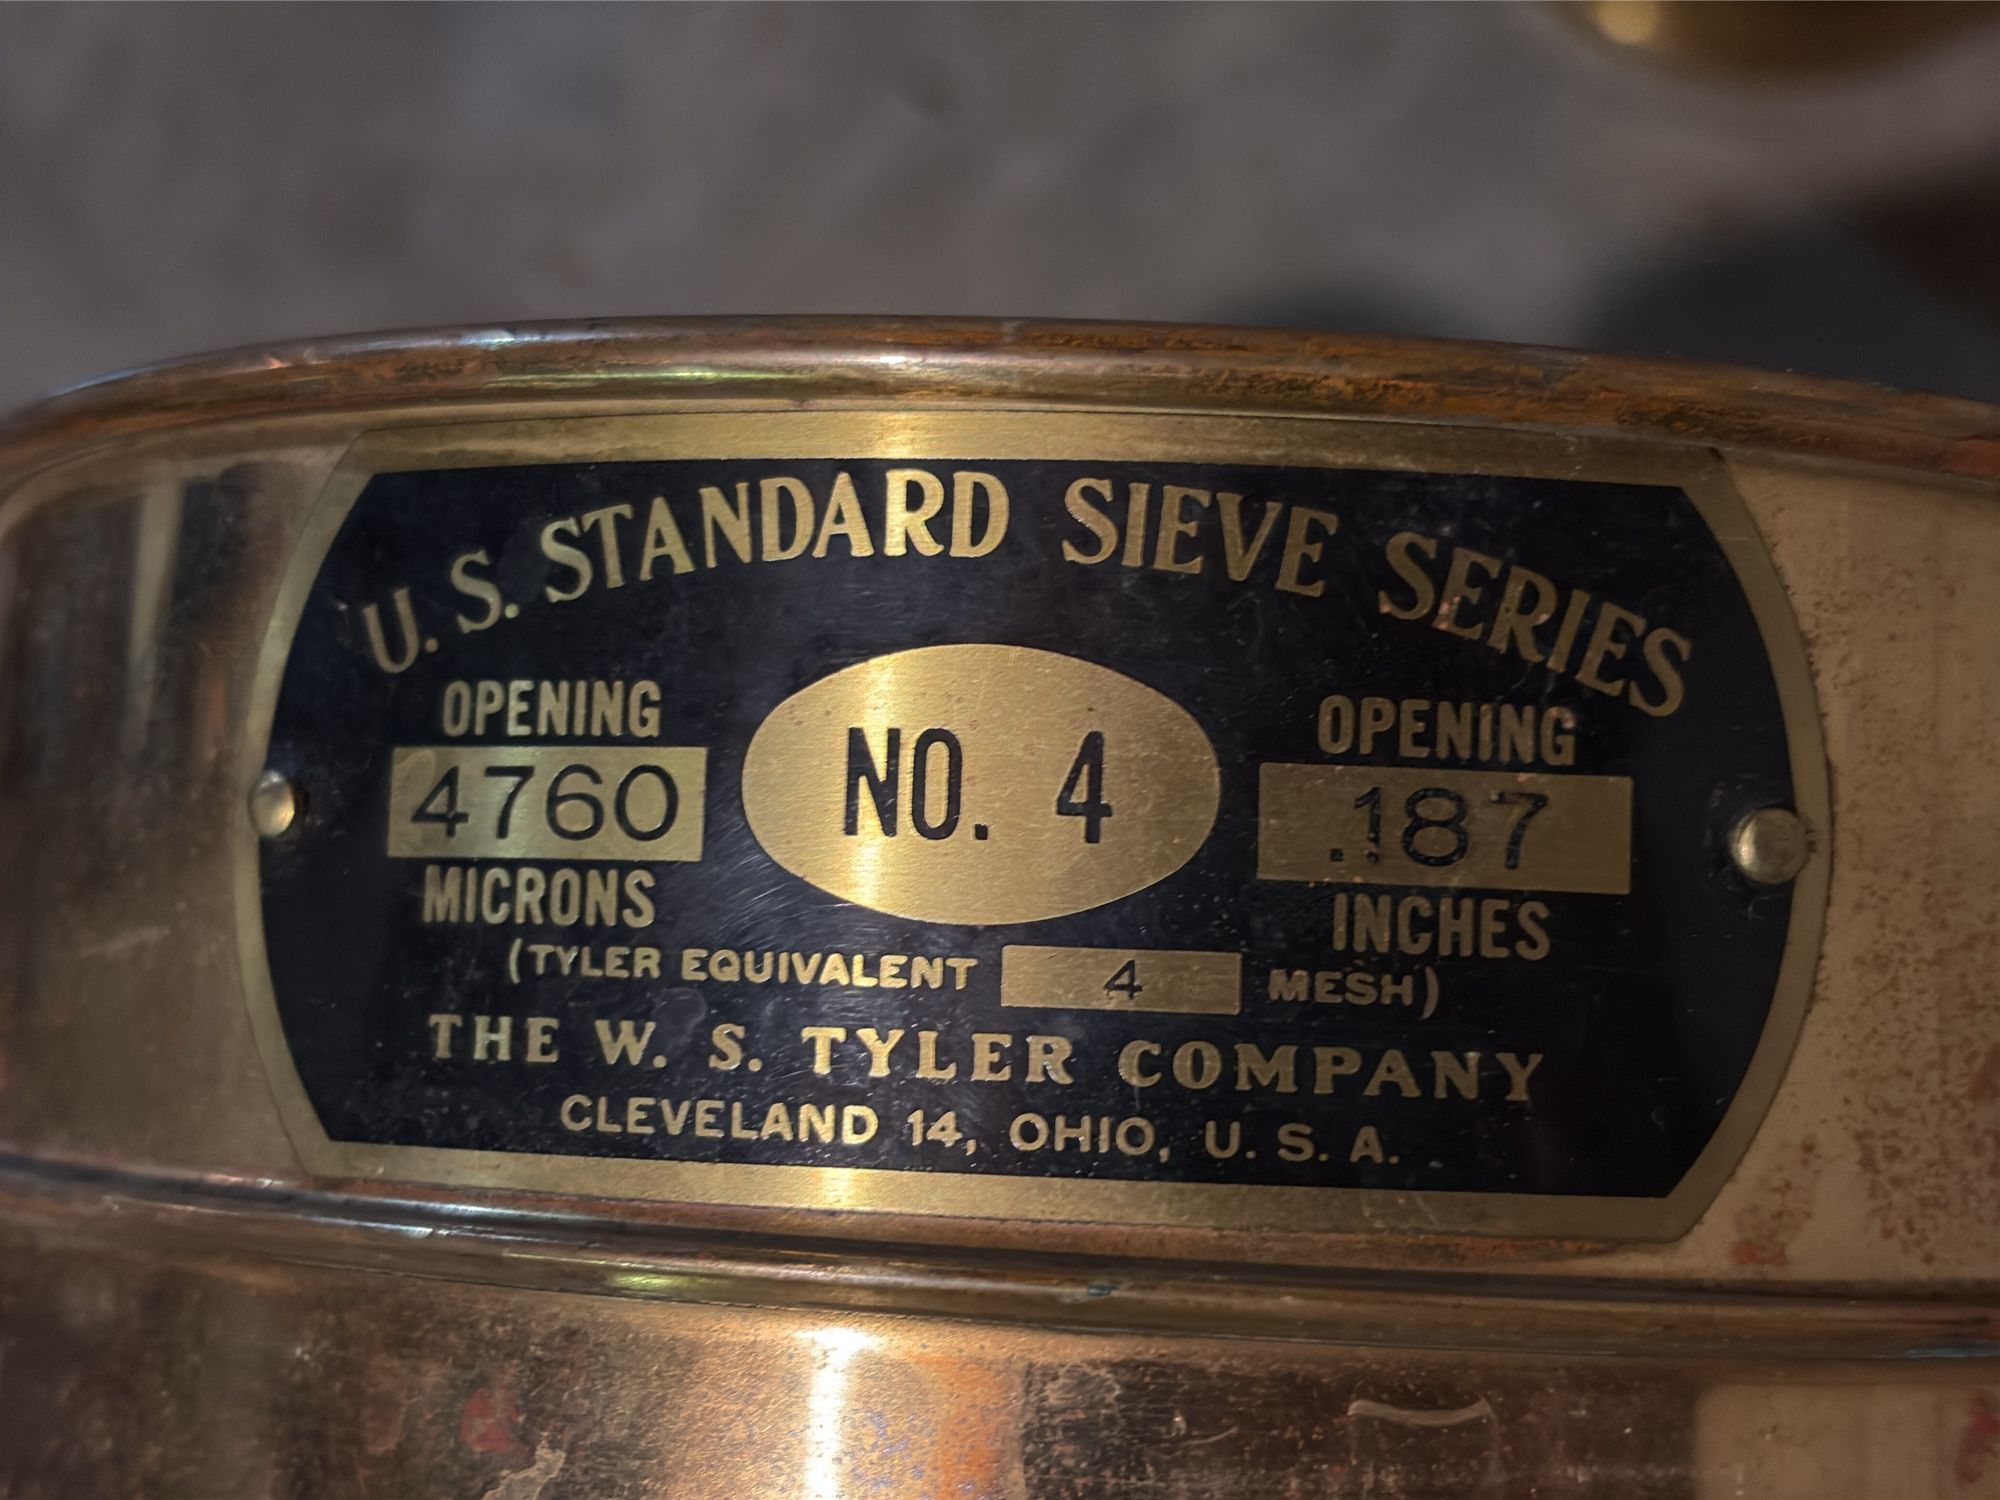 U. S. STANDARD SIEVE SERIES
OPENING
4760
MICRONS
NO. 4
OPENING
.187
INCHES
(TYLER EQUIVALENT 4 MESH)
THE W. S. TYLER COMPANY
CLEVELAND 14, OHIO, U. S. A.